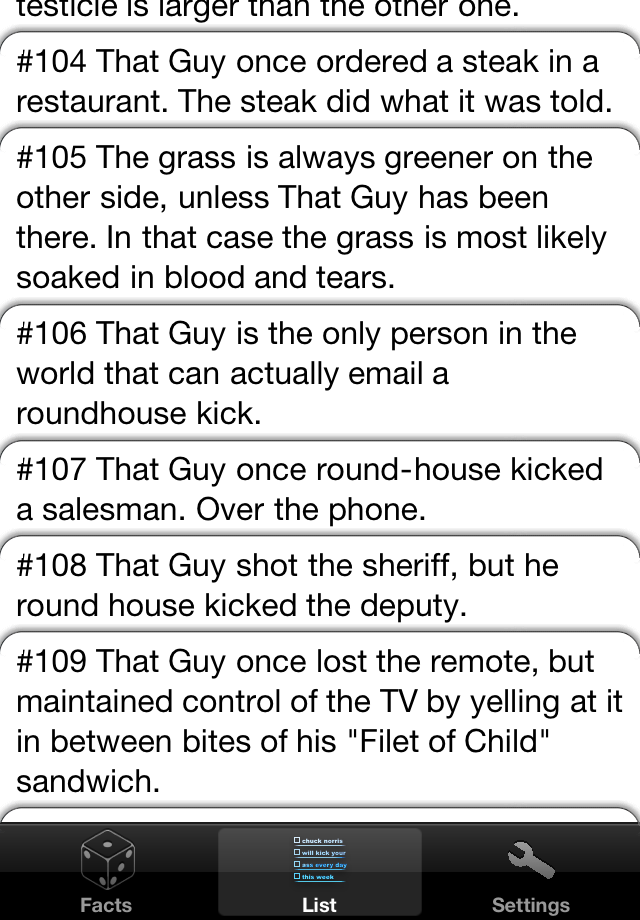 testicle is larger than the other one.
#104 That Guy once ordered a steak in a
restaurant. The steak did what it was told.
#105 The grass is always greener on the
other side, unless That Guy has been
there. In that case the grass is most likely
soaked in blood and tears.
#106 That Guy is the only person in the
world that can actually email a
roundhouse kick.
#107 That Guy once round-house kicked
a salesman. Over the phone.
#108 That Guy shot the sheriff, but he
round house kicked the deputy.
#109 That Guy once lost the remote, but
maintained control of the TV by yelling at it
in between bites of his "Filet of Child"
sandwich.
chuck norris
will kick your
ass every day
this week
Facts
List
Settings